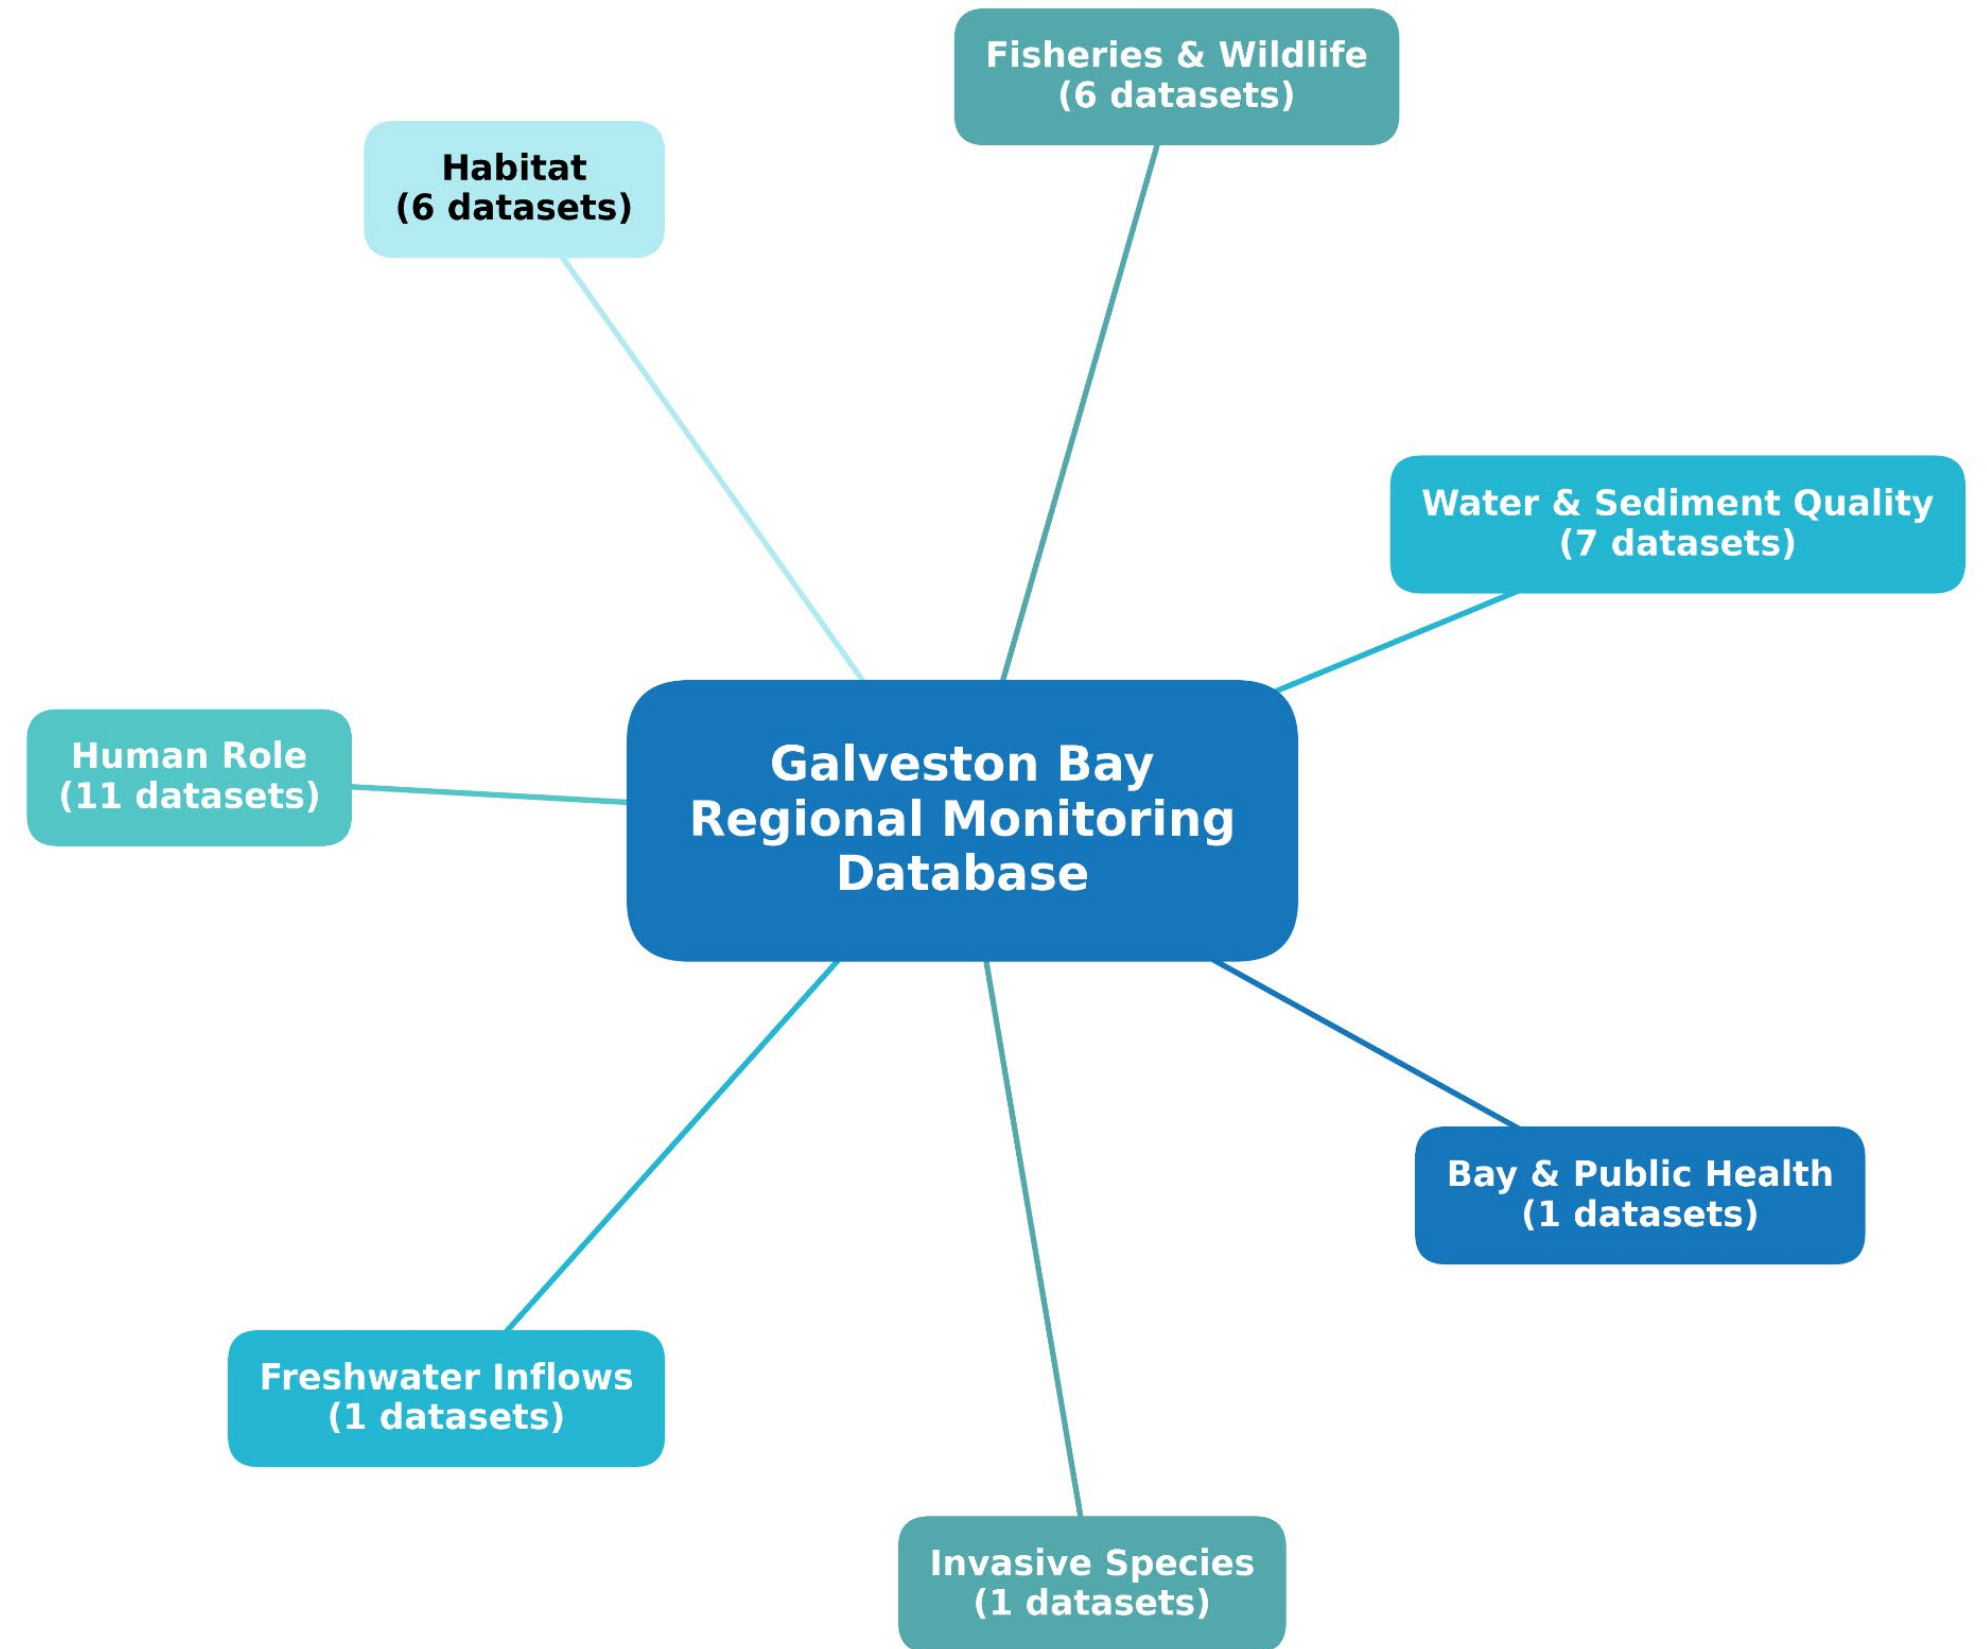 Fisheries & Wildlife
(6 datasets)
Habitat
(6 datasets)
Water & Sediment Quality
(7 datasets)
Human Role
(11 datasets)
Galveston Bay
Regional Monitoring
Database
Bay & Public Health
(1 datasets)
Freshwater Inflows
(1 datasets)
Invasive Species
(1 datasets)